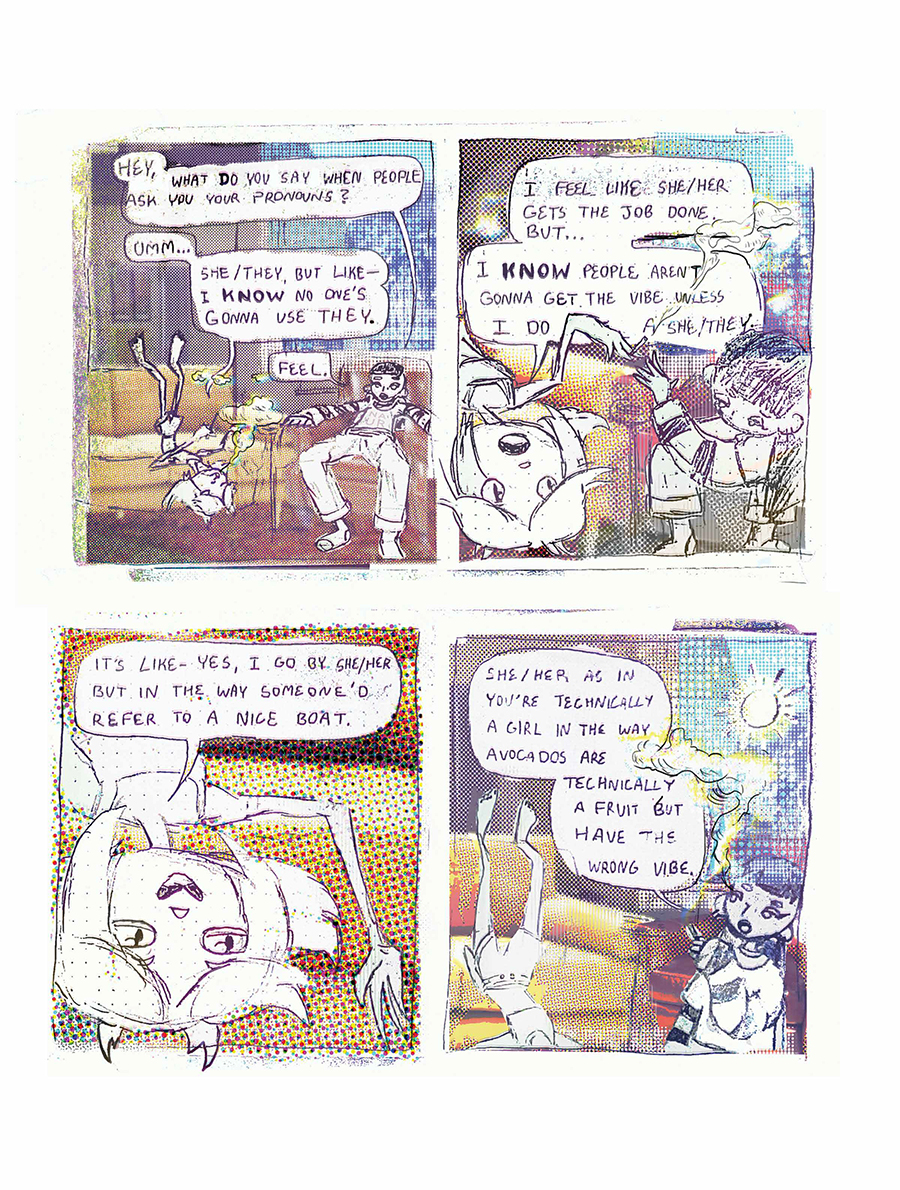 HEY,
WHAT DO YOU SAY WHEN PEOPLE
ASK YOU YOUR PRONOUNS?
UMM...
SHE/THEY, BUT LIKE—
I KNOW NO ONE'S
GONNA USE THEY.
FEEL.
I FEEL LIKE SHE/HER
GETS THE JOB DONE.
BUT...
I KNOW PEOPLE AREN'T
GONNA GET THE VIBE UNLESS
I DO A SHE/THEY.
IT'S LIKE– YES, I GO BY SHE/HER
BUT IN THE WAY SOMEONE'D
REFER TO A NICE BOAT.
SHE/HER, AS IN
YOU'RE TECHNICALLY
A GIRL IN THE WAY
AVOCADOS ARE
TECHNICALLY
A FRUIT BUT
HAVE THE
WRONG VIBE.